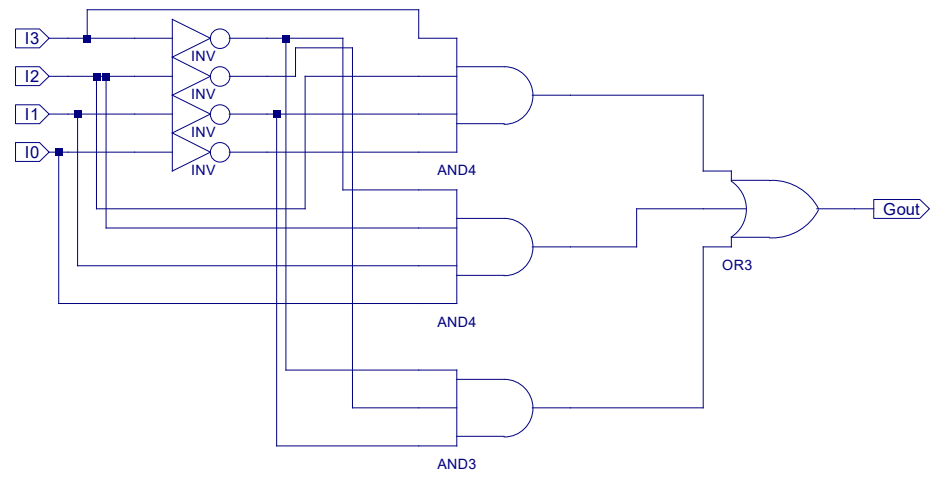 I3
INV
I2
INV
I1
INV
I0
INV
AND4
Gout
OR3
AND4
AND3